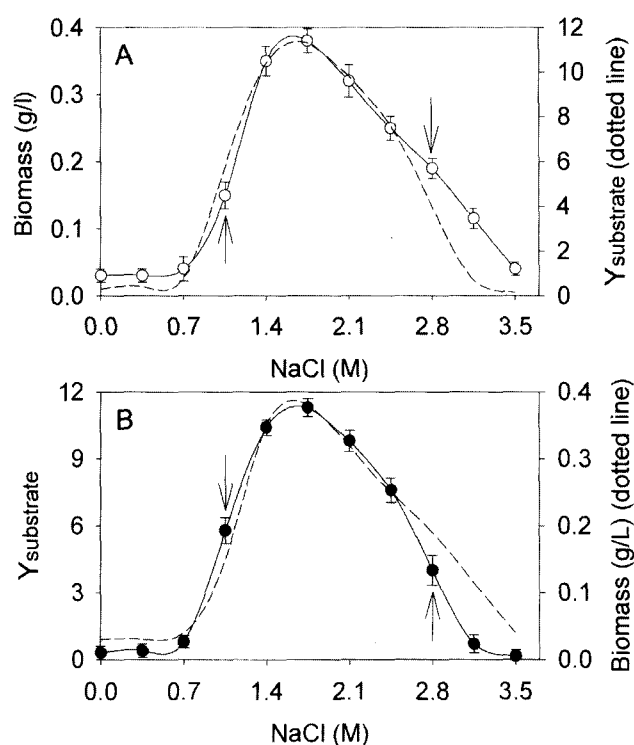 A
0.4
0.3
0.2
0.1
0.0
Biomass (g/l)
12
10
8
6
4
2
0
Ysubstrate (dotted line)
0.0 0.7 1.4 2.1 2.8 3.5
NaCl (M)
B
12
9
6
3
0
Ysubstrate
0.4
0.3
0.2
0.1
0.0
Biomass (g/L) (dotted line)
0.0 0.7 1.4 2.1 2.8 3.5
NaCl (M)